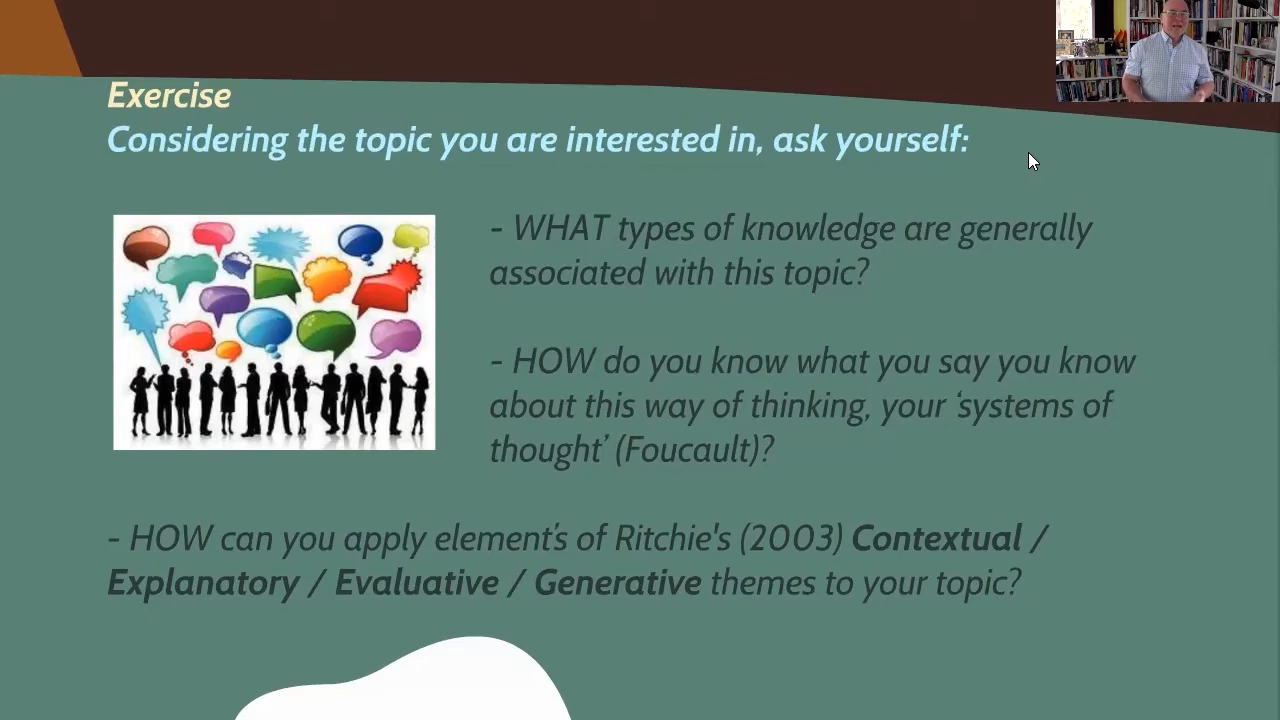 Exercise
Considering the topic you are interested in, ask yourself:
- WHAT types of knowledge are generally
associated with this topic?
- HOW do you know what you say you know
about this way of thinking, your ‘systems of
thought’ (Foucault)?
- HOW can you apply element's of Ritchie's (2003) Contextual /
Explanatory / Evaluative / Generative themes to your topic?